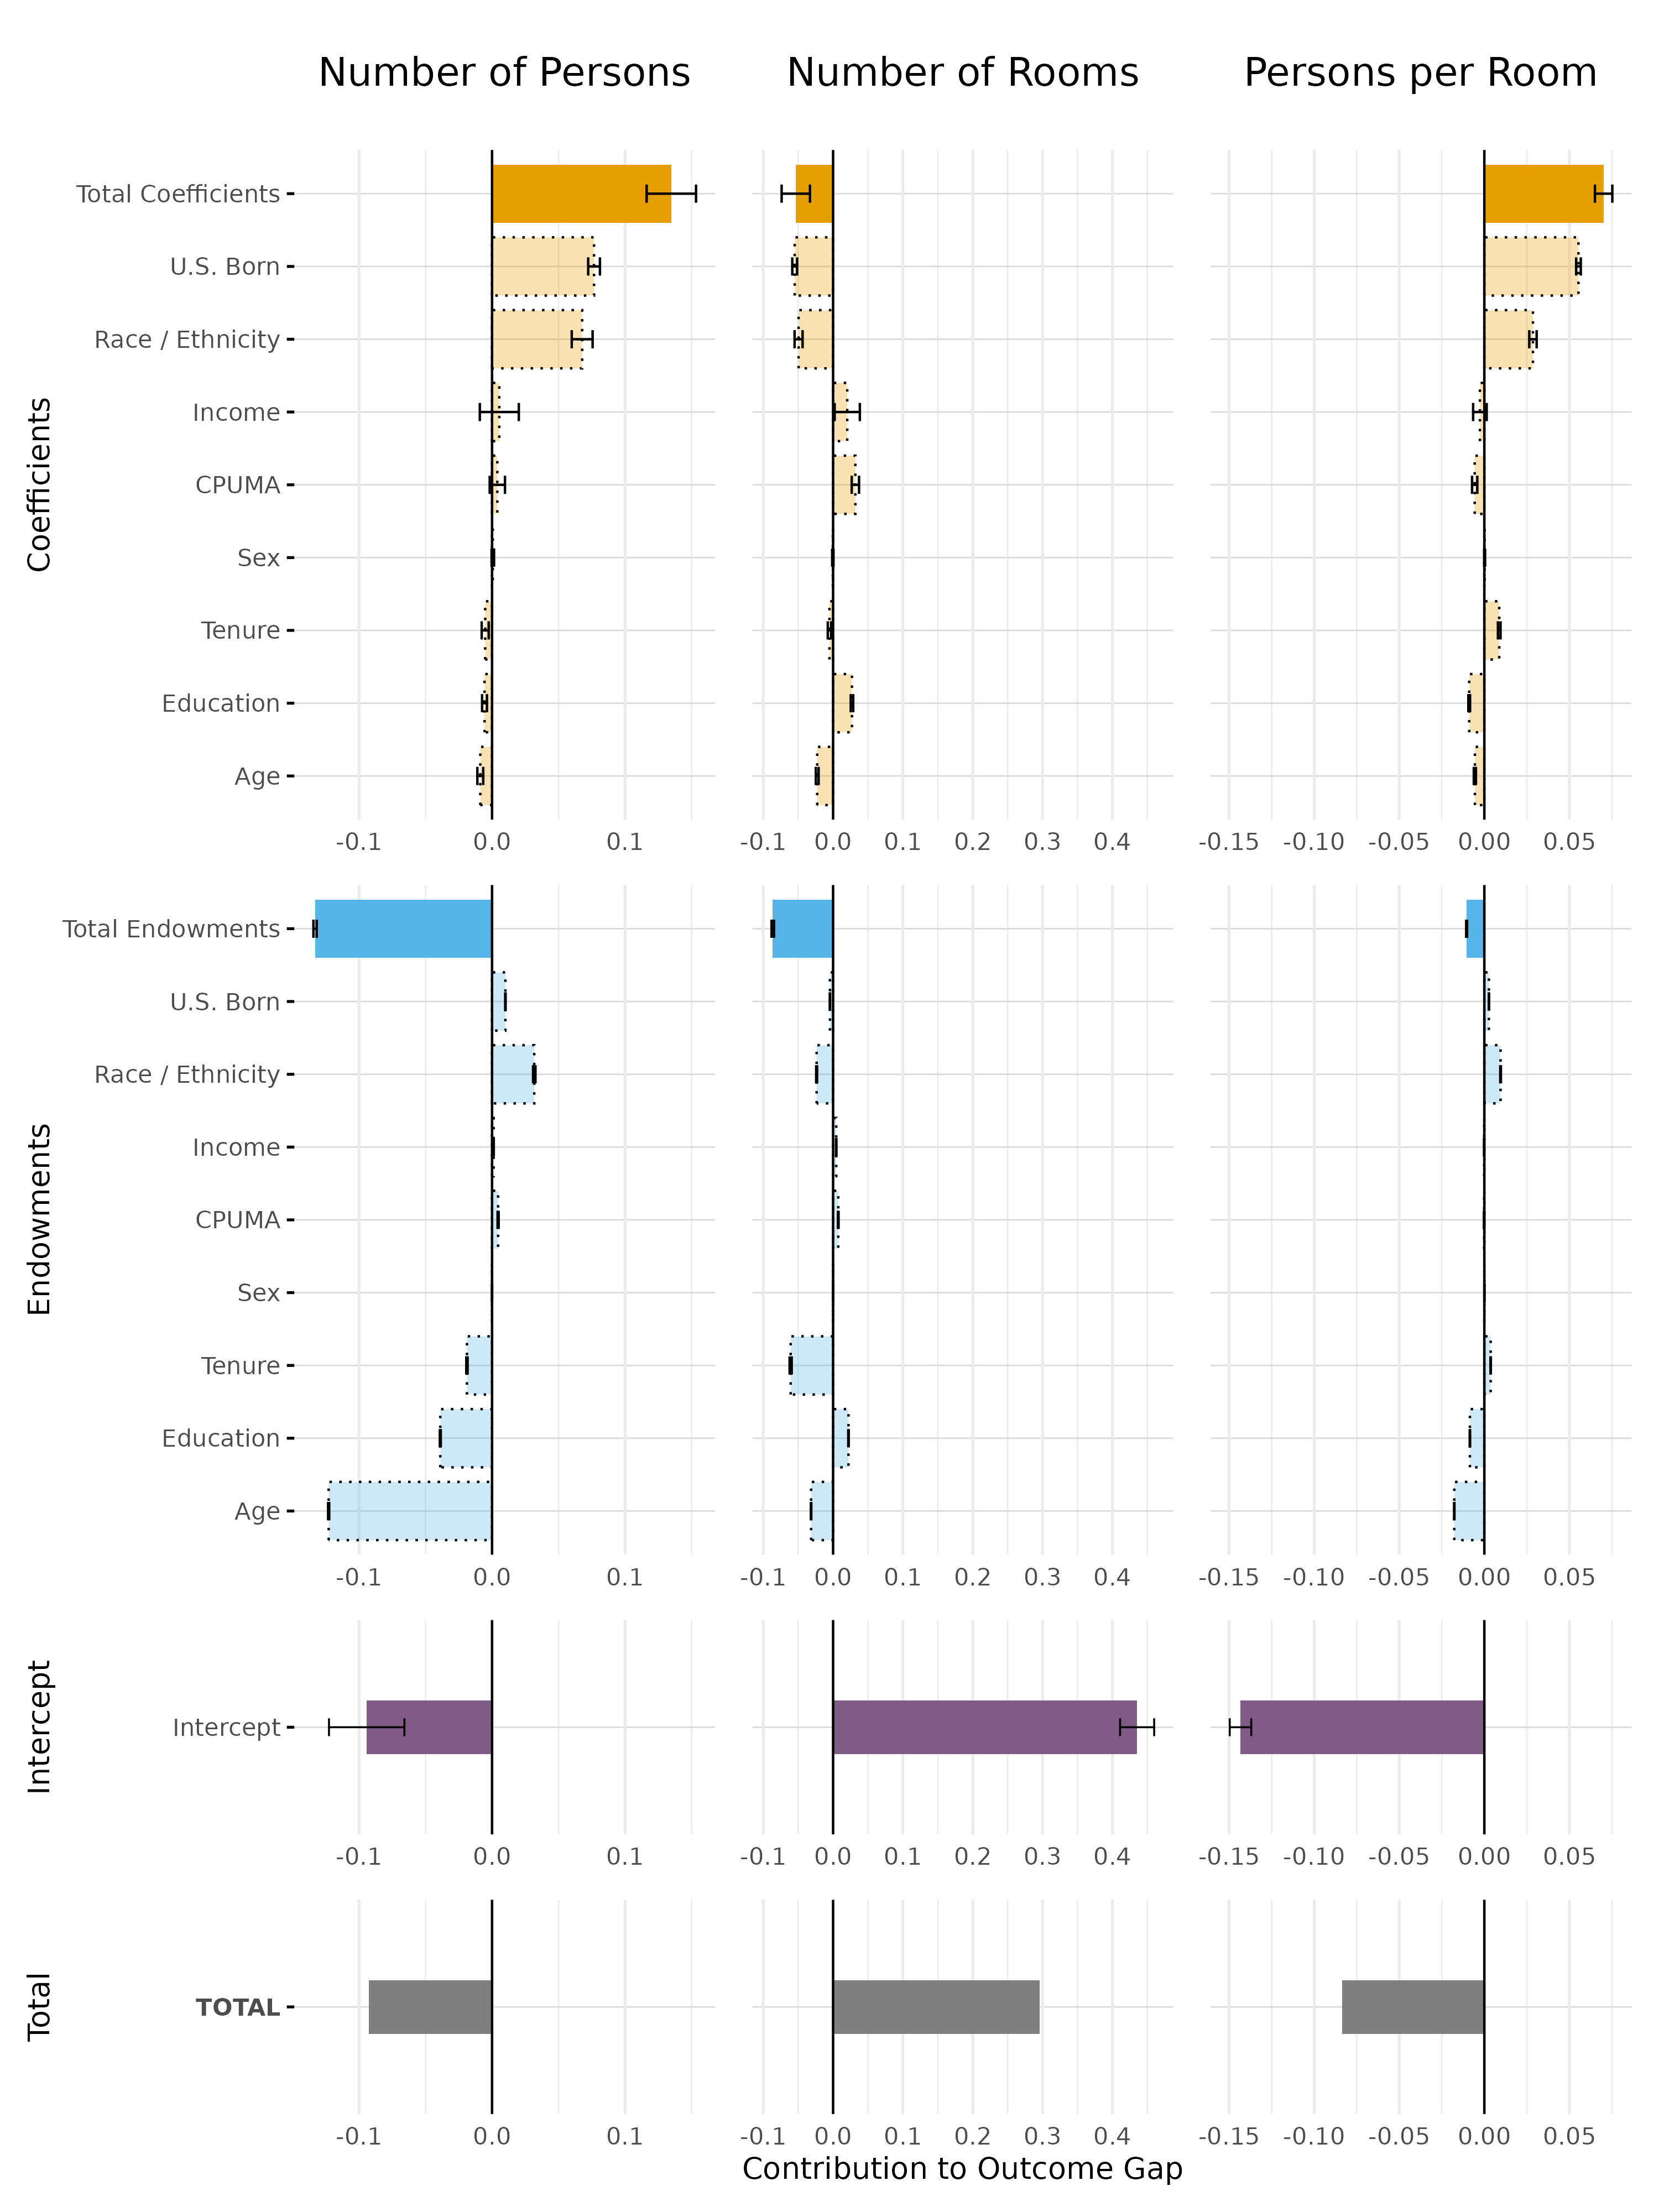 Number of Persons
Number of Rooms
Persons per Room
Coefficients
Total Coefficients
U.S. Born
Race / Ethnicity
Income
CPUMA
Sex
Tenure
Education
Age
-0.1 0.0 0.1
-0.1 0.0 0.1 0.2 0.3 0.4
-0.15 -0.10 -0.05 0.00 0.05
Endowments
Total Endowments
U.S. Born
Race / Ethnicity
Income
CPUMA
Sex
Tenure
Education
Age
-0.1 0.0 0.1
-0.1 0.0 0.1 0.2 0.3 0.4
-0.15 -0.10 -0.05 0.00 0.05
Intercept
Intercept
-0.1 0.0 0.1
-0.1 0.0 0.1 0.2 0.3 0.4
-0.15 -0.10 -0.05 0.00 0.05
Total
TOTAL
-0.1 0.0 0.1
-0.1 0.0 0.1 0.2 0.3 0.4
-0.15 -0.10 -0.05 0.00 0.05
Contribution to Outcome Gap